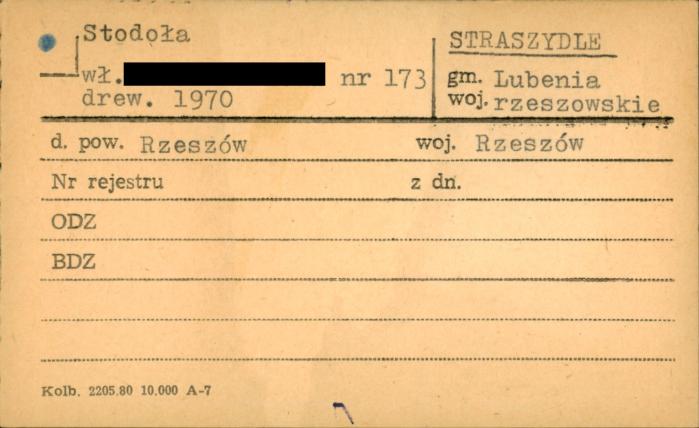 Stodoła
wł. nr 173
drew. 1970
STRASZYDLE
gm. Lubenia
woj. rzeszowskie
d. pow. Rzeszów woj. Rzeszów
Nr rejestru z dn.
ODZ
BDZ
Kolb. 2205.80 10.000 A-7